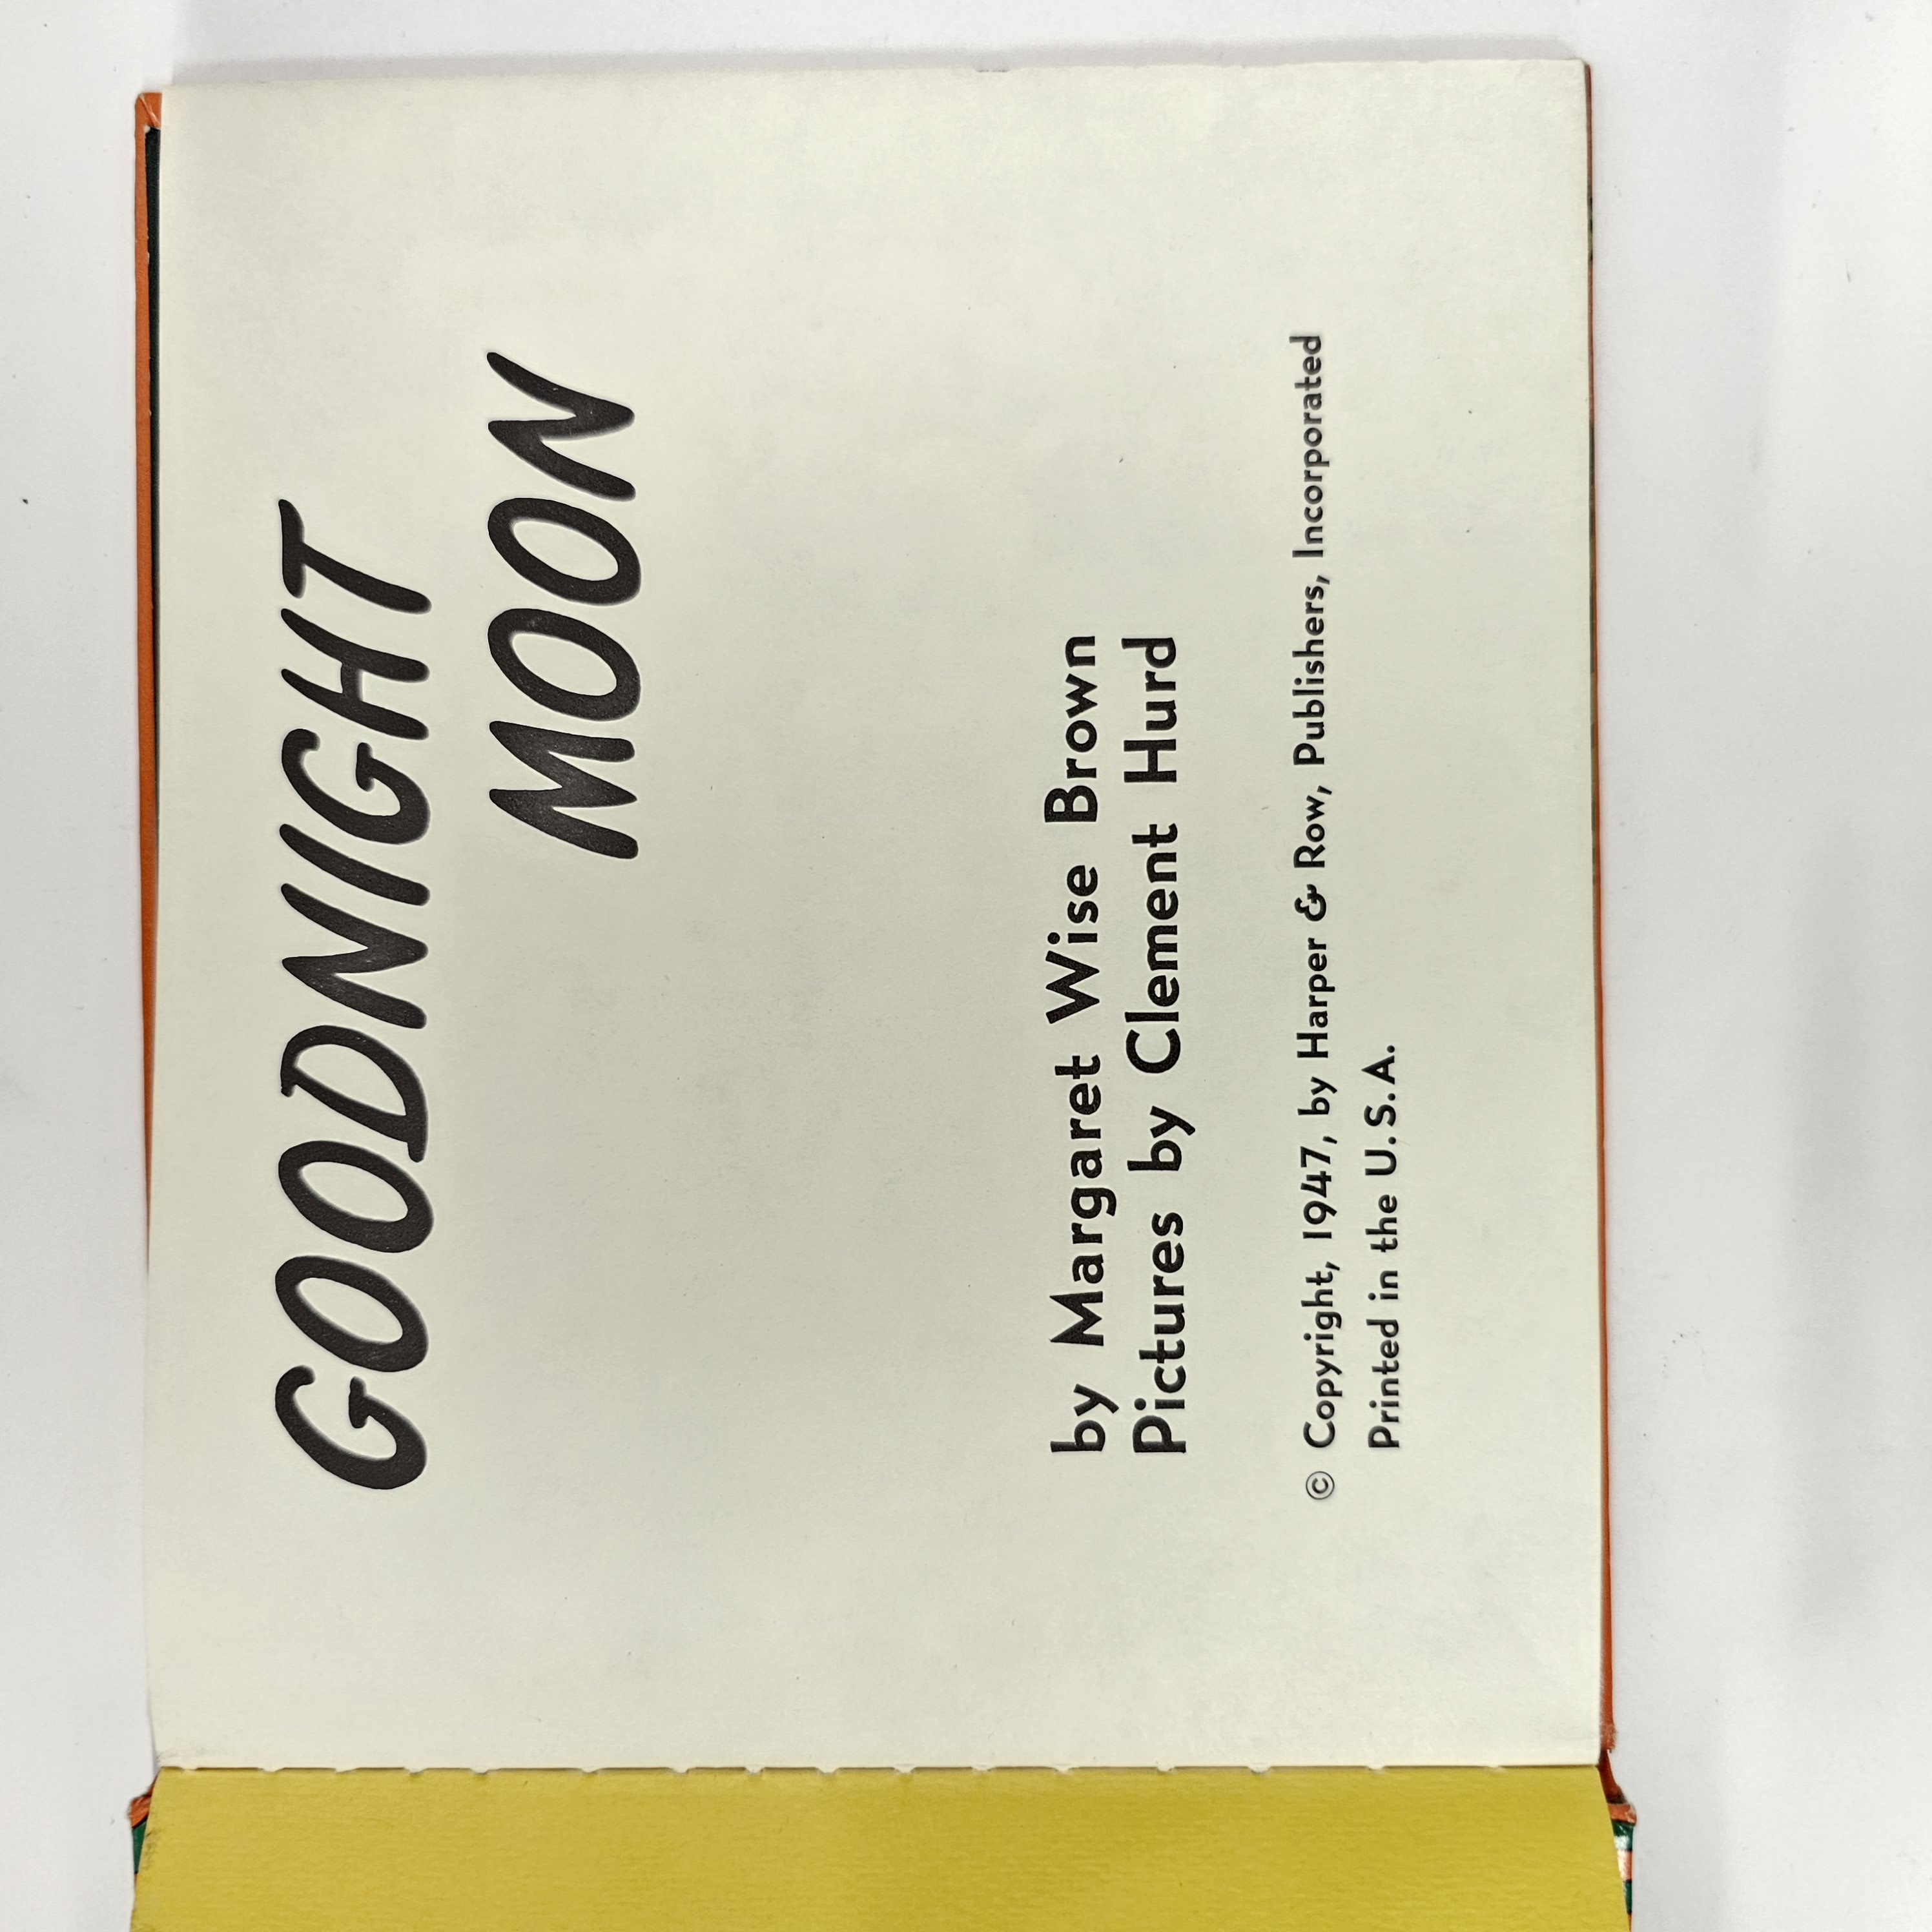 GOODNIGHT
MOON
by Margaret Wise Brown
Pictures by Clement Hurd
© Copyright, 1947, by Harper & Row, Publishers, Incorporated
Printed in the U.S.A.